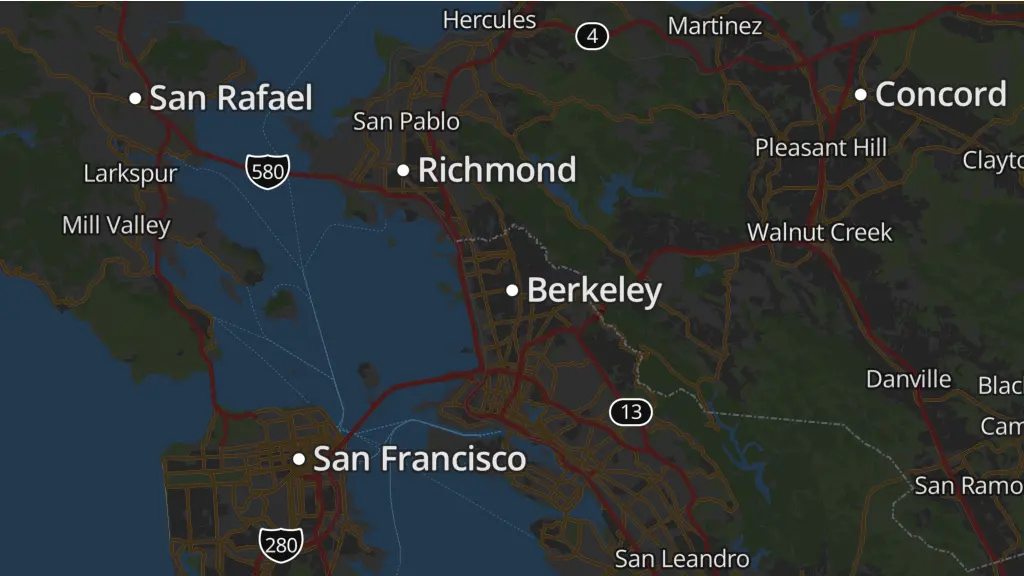 Hercules
4
Martinez
San Rafael
Concord
San Pablo
Pleasant Hill
Clayto
Larkspur
580
Richmond
Mill Valley
Walnut Creek
Berkeley
Danville
Blac
13
Cam
San Francisco
San Ramo
280
San Leandro